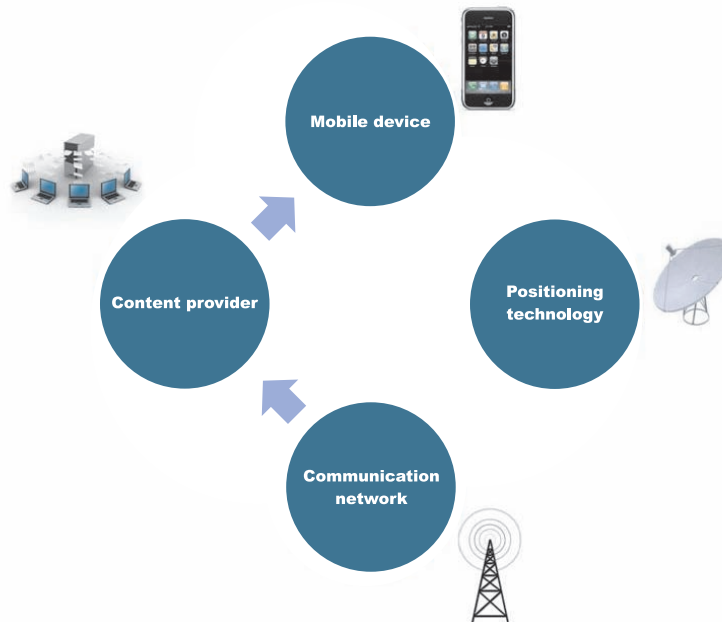 Mobile device
Content provider
Positioning
technology
Communication
network